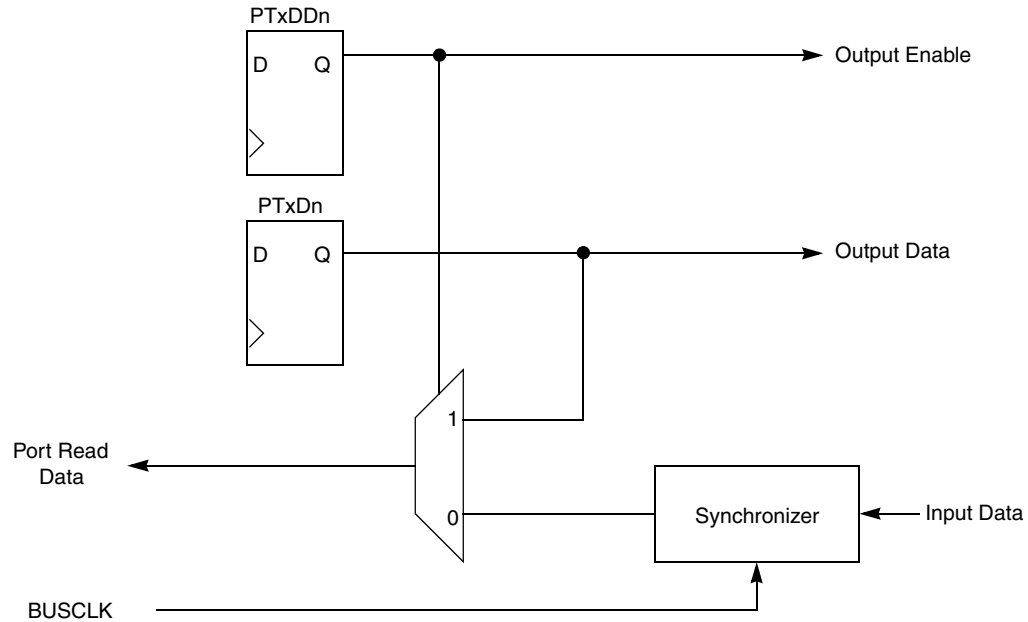 PTxDDn
D Q
Output Enable
PTxDn
D Q
Output Data
1
Port Read
Data
0
Synchronizer
Input Data
BUSCLK